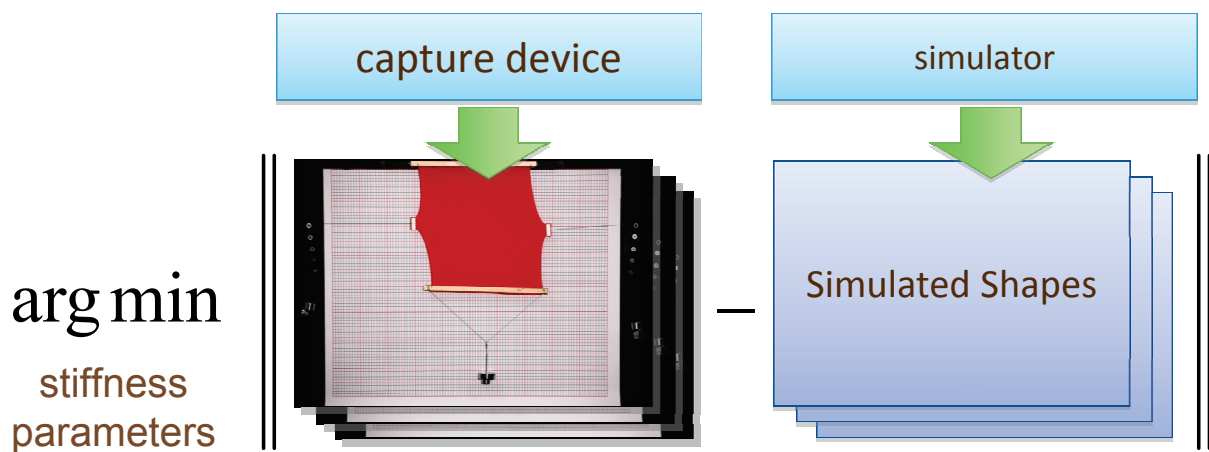 capture device
simulator
arg min
stiffness
parameters
Simulated Shapes